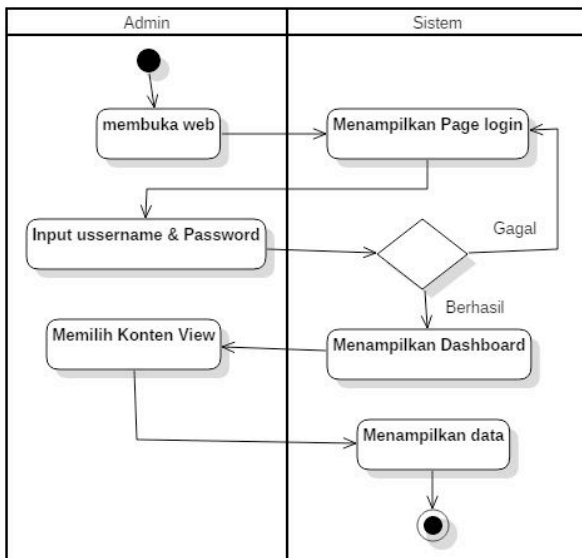 Admin
Sistem
membuka web
Menampilkan Page login
Input ussername & Password
Gagal
Berhasil
Memilih Konten View
Menampilkan Dashboard
Menampilkan data